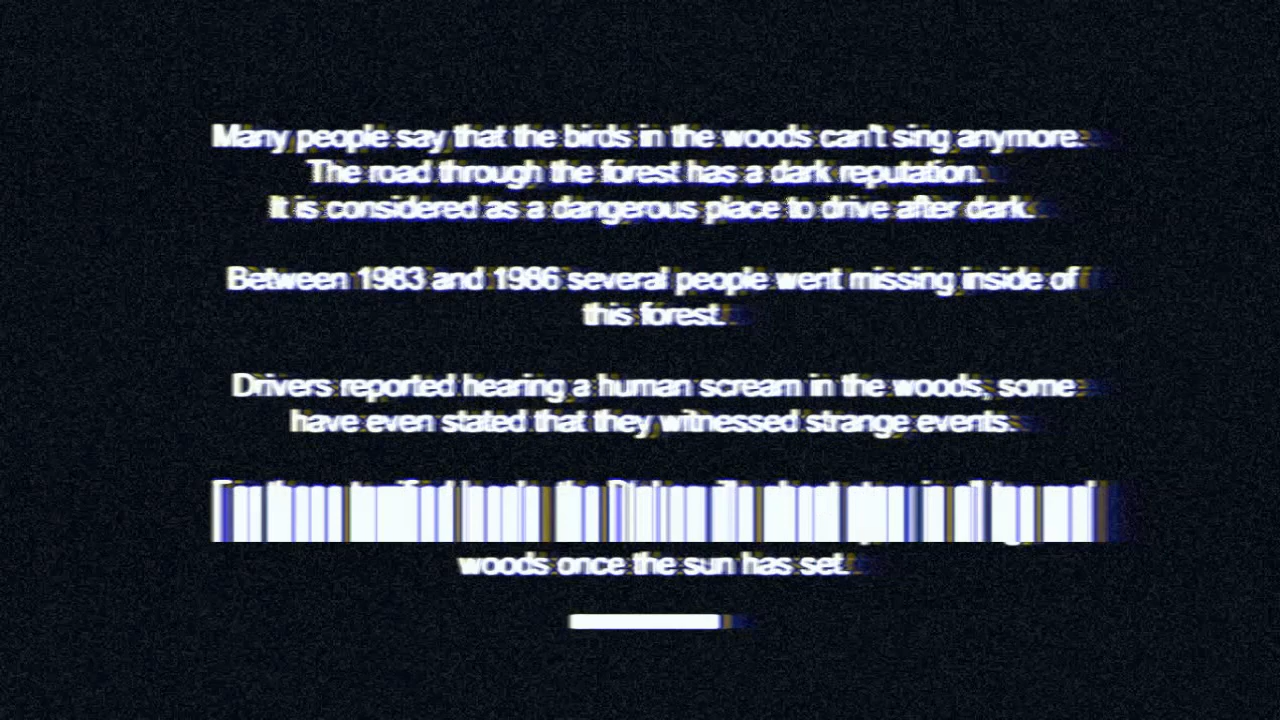 Many people say that the birds in the woods can't sing anymore.
The road through the forest has a dark reputation.
It is considered as a dangerous place to drive after dark.
Between 1983 and 1986 several people went missing inside of
this forest.
Drivers reported hearing a human scream in the woods, some
have even stated that they witnessed strange events.
woods once the sun has set.